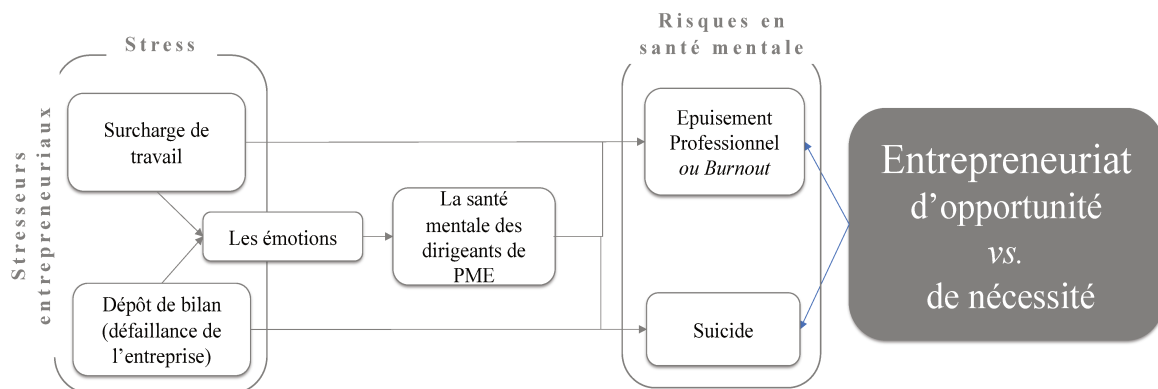 Stress
Risques en
santé mentale
Stresseurs
entrepreneuriaux
Surcharge de
travail
Les émotions
Dépôt de bilan
(défaillance de
l’entreprise)
La santé
mentale des
dirigeants de
PME
Epuisement
Professionnel
ou Burnout
Suicide
Entrepreneuriat
d’opportunité
vs.
de nécessité